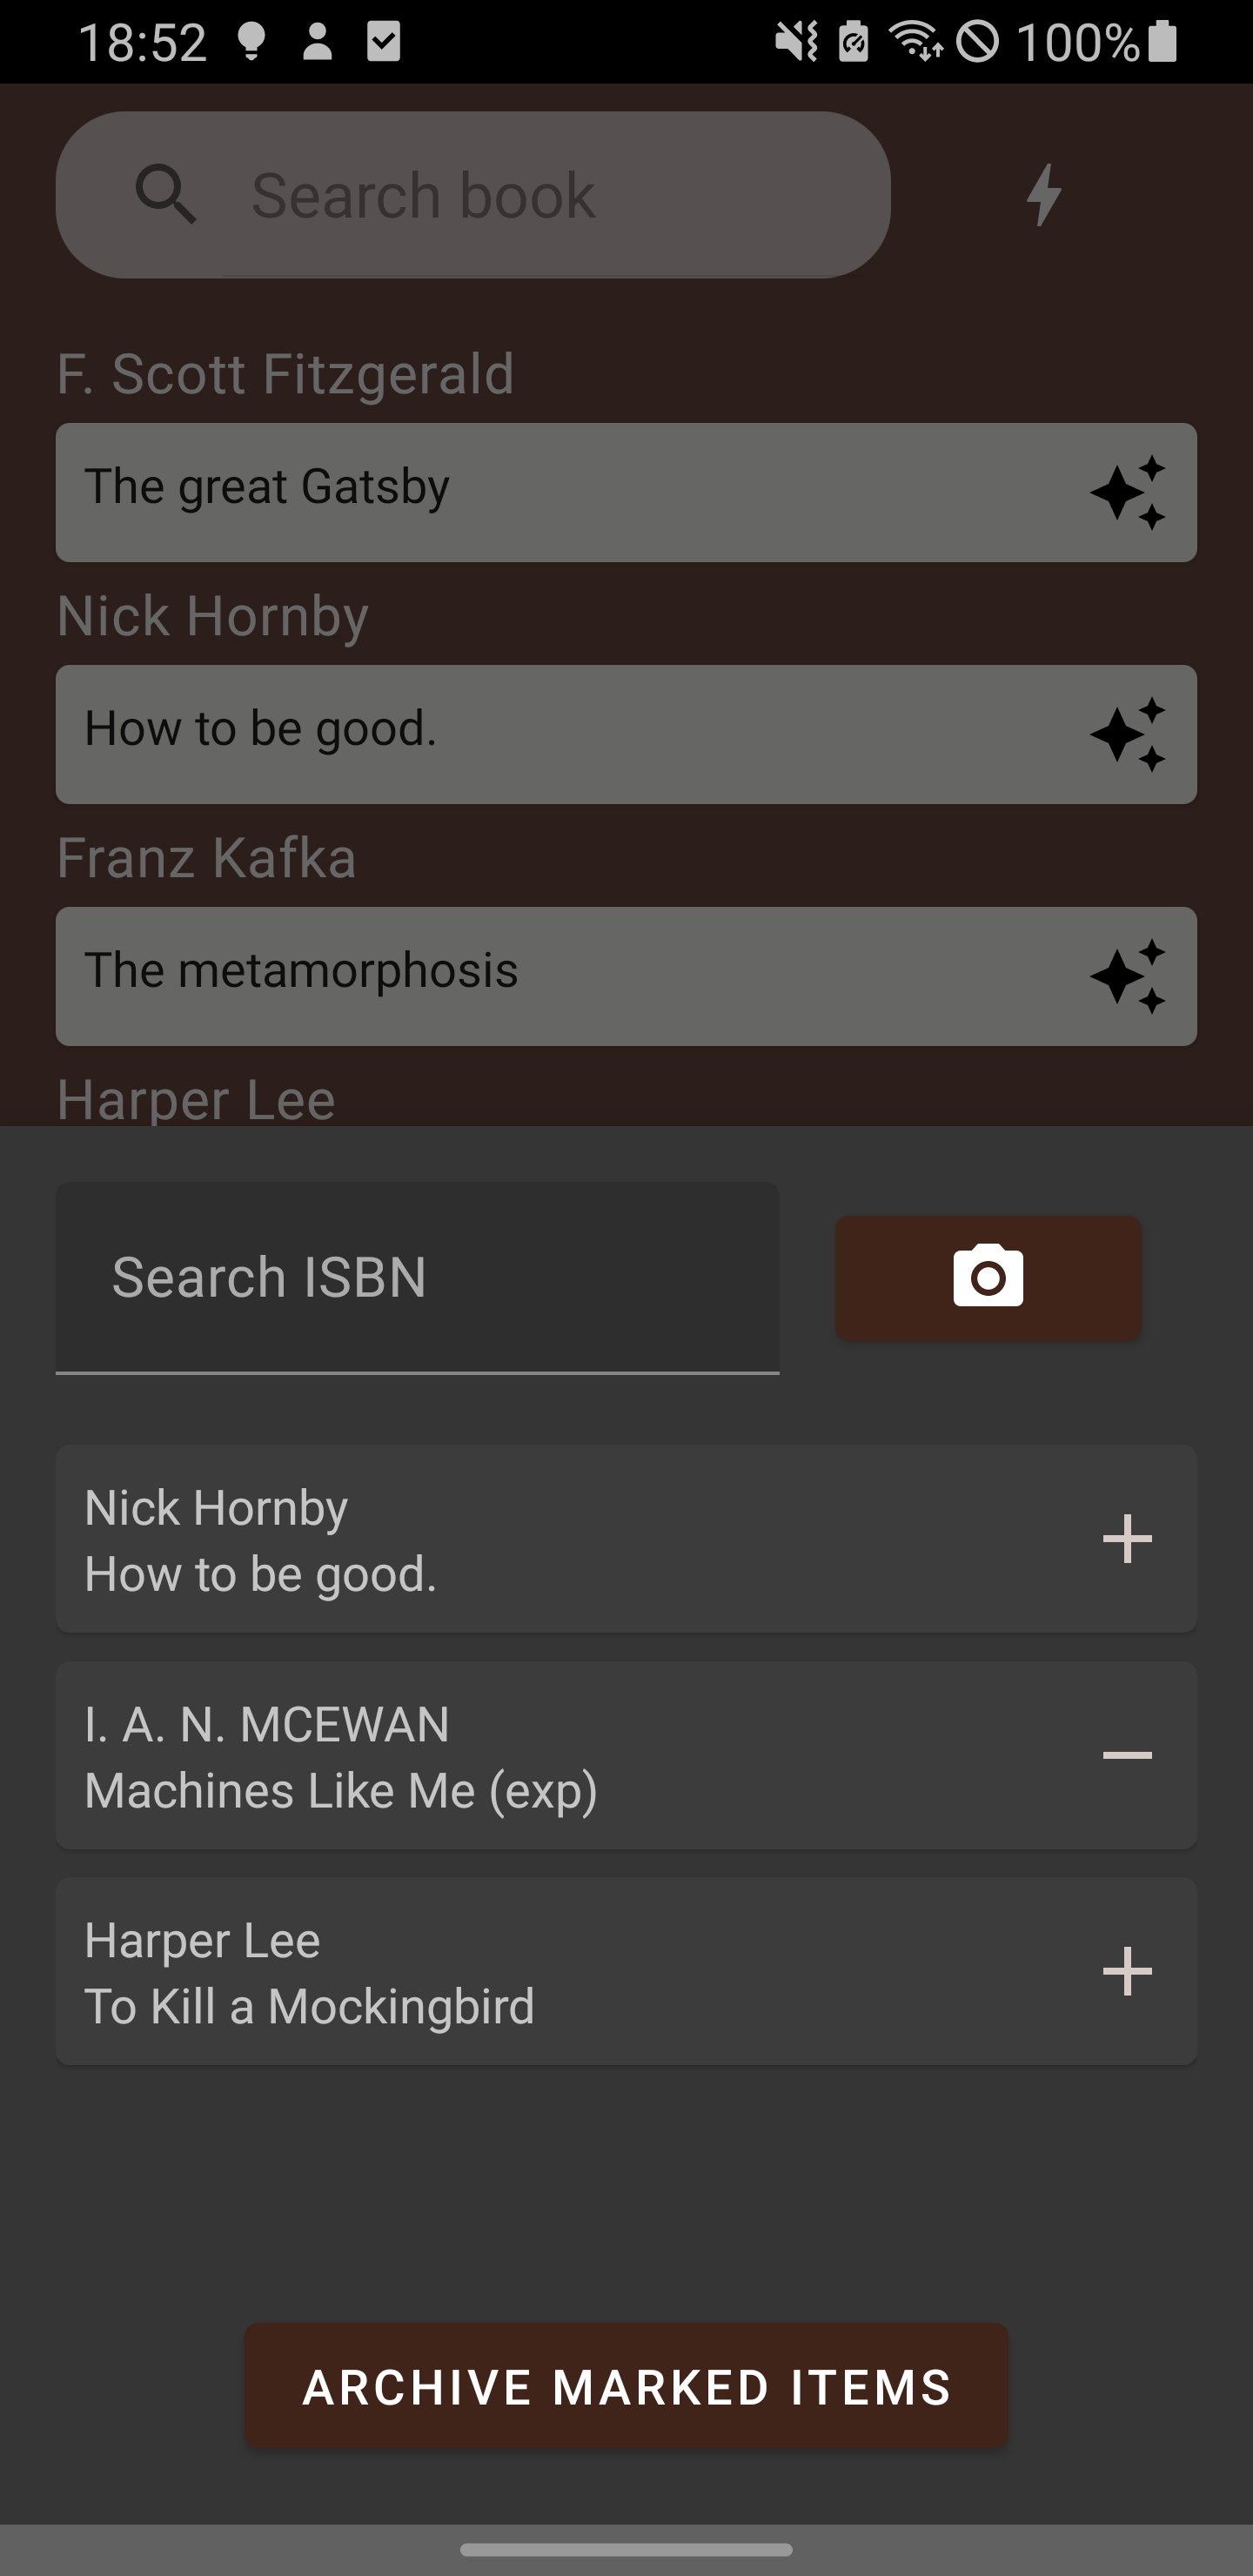 18:52
100%
Search book
F. Scott Fitzgerald
The great Gatsby
Nick Hornby
How to be good.
Franz Kafka
The metamorphosis
Harper Lee
Search ISBN
Nick Hornby
How to be good.
I. A. N. MCEWAN
Machines Like Me (exp)
Harper Lee
To Kill a Mockingbird
ARCHIVE MARKED ITEMS